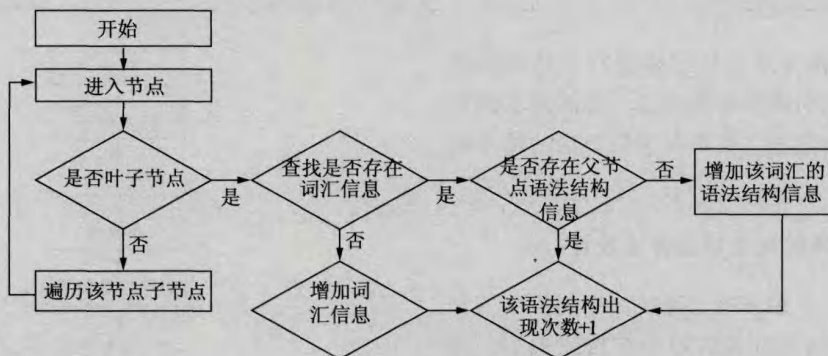 开始
进入节点
是否叶子节点
是
查找是否存在
词汇信息
是
是否存在父节
点语法结构
信息
否
增加该词汇的
语法结构信息
否
否
是
遍历该节点子节点
增加词
汇信息
该语法结构出
现次数+1